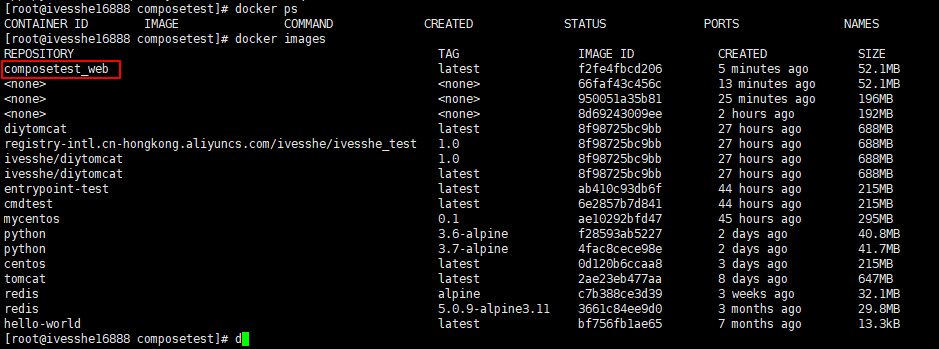 [root@ivesshe16888 composetest]# docker ps
CONTAINER ID IMAGE COMMAND CREATED STATUS PORTS NAMES
[root@ivesshe16888 composetest]# docker images
REPOSITORY TAG IMAGE ID CREATED SIZE
composetest_web latest f2fe4fbcd206 5 minutes ago 52.1MB
<none> <none> 66faf43c456c 13 minutes ago 52.1MB
<none> <none> 950051a35b81 25 minutes ago 196MB
<none> <none> 8d69243009ee 2 hours ago 192MB
diytomcat latest 8f98725bc9bb 27 hours ago 688MB
registry-intl.cn-hongkong.aliyuncs.com/ivesshe/ivesshe_test 1.0 8f98725bc9bb 27 hours ago 688MB
ivesshe/diytomcat 1.0 8f98725bc9bb 27 hours ago 688MB
ivesshe/diytomcat latest 8f98725bc9bb 27 hours ago 688MB
entrypoint-test latest ab410c93db6f 44 hours ago 215MB
cmdtest latest 6e2857b7d841 44 hours ago 215MB
mycentos 0.1 ae10292bfd47 45 hours ago 295MB
python 3.6-alpine f28593ab5227 2 days ago 40.8MB
python 3.7-alpine 4fac8cece98e 2 days ago 41.7MB
centos latest 0d120b6ccaa8 3 days ago 215MB
tomcat latest 2ae23eb477aa 8 days ago 647MB
redis alpine c7b388ce3d39 3 weeks ago 32.1MB
redis 5.0.9-alpine3.11 3661c84ee9d0 3 months ago 29.8MB
hello-world latest bf756fb1ae65 7 months ago 13.3kB
[root@ivesshe16888 composetest]# d